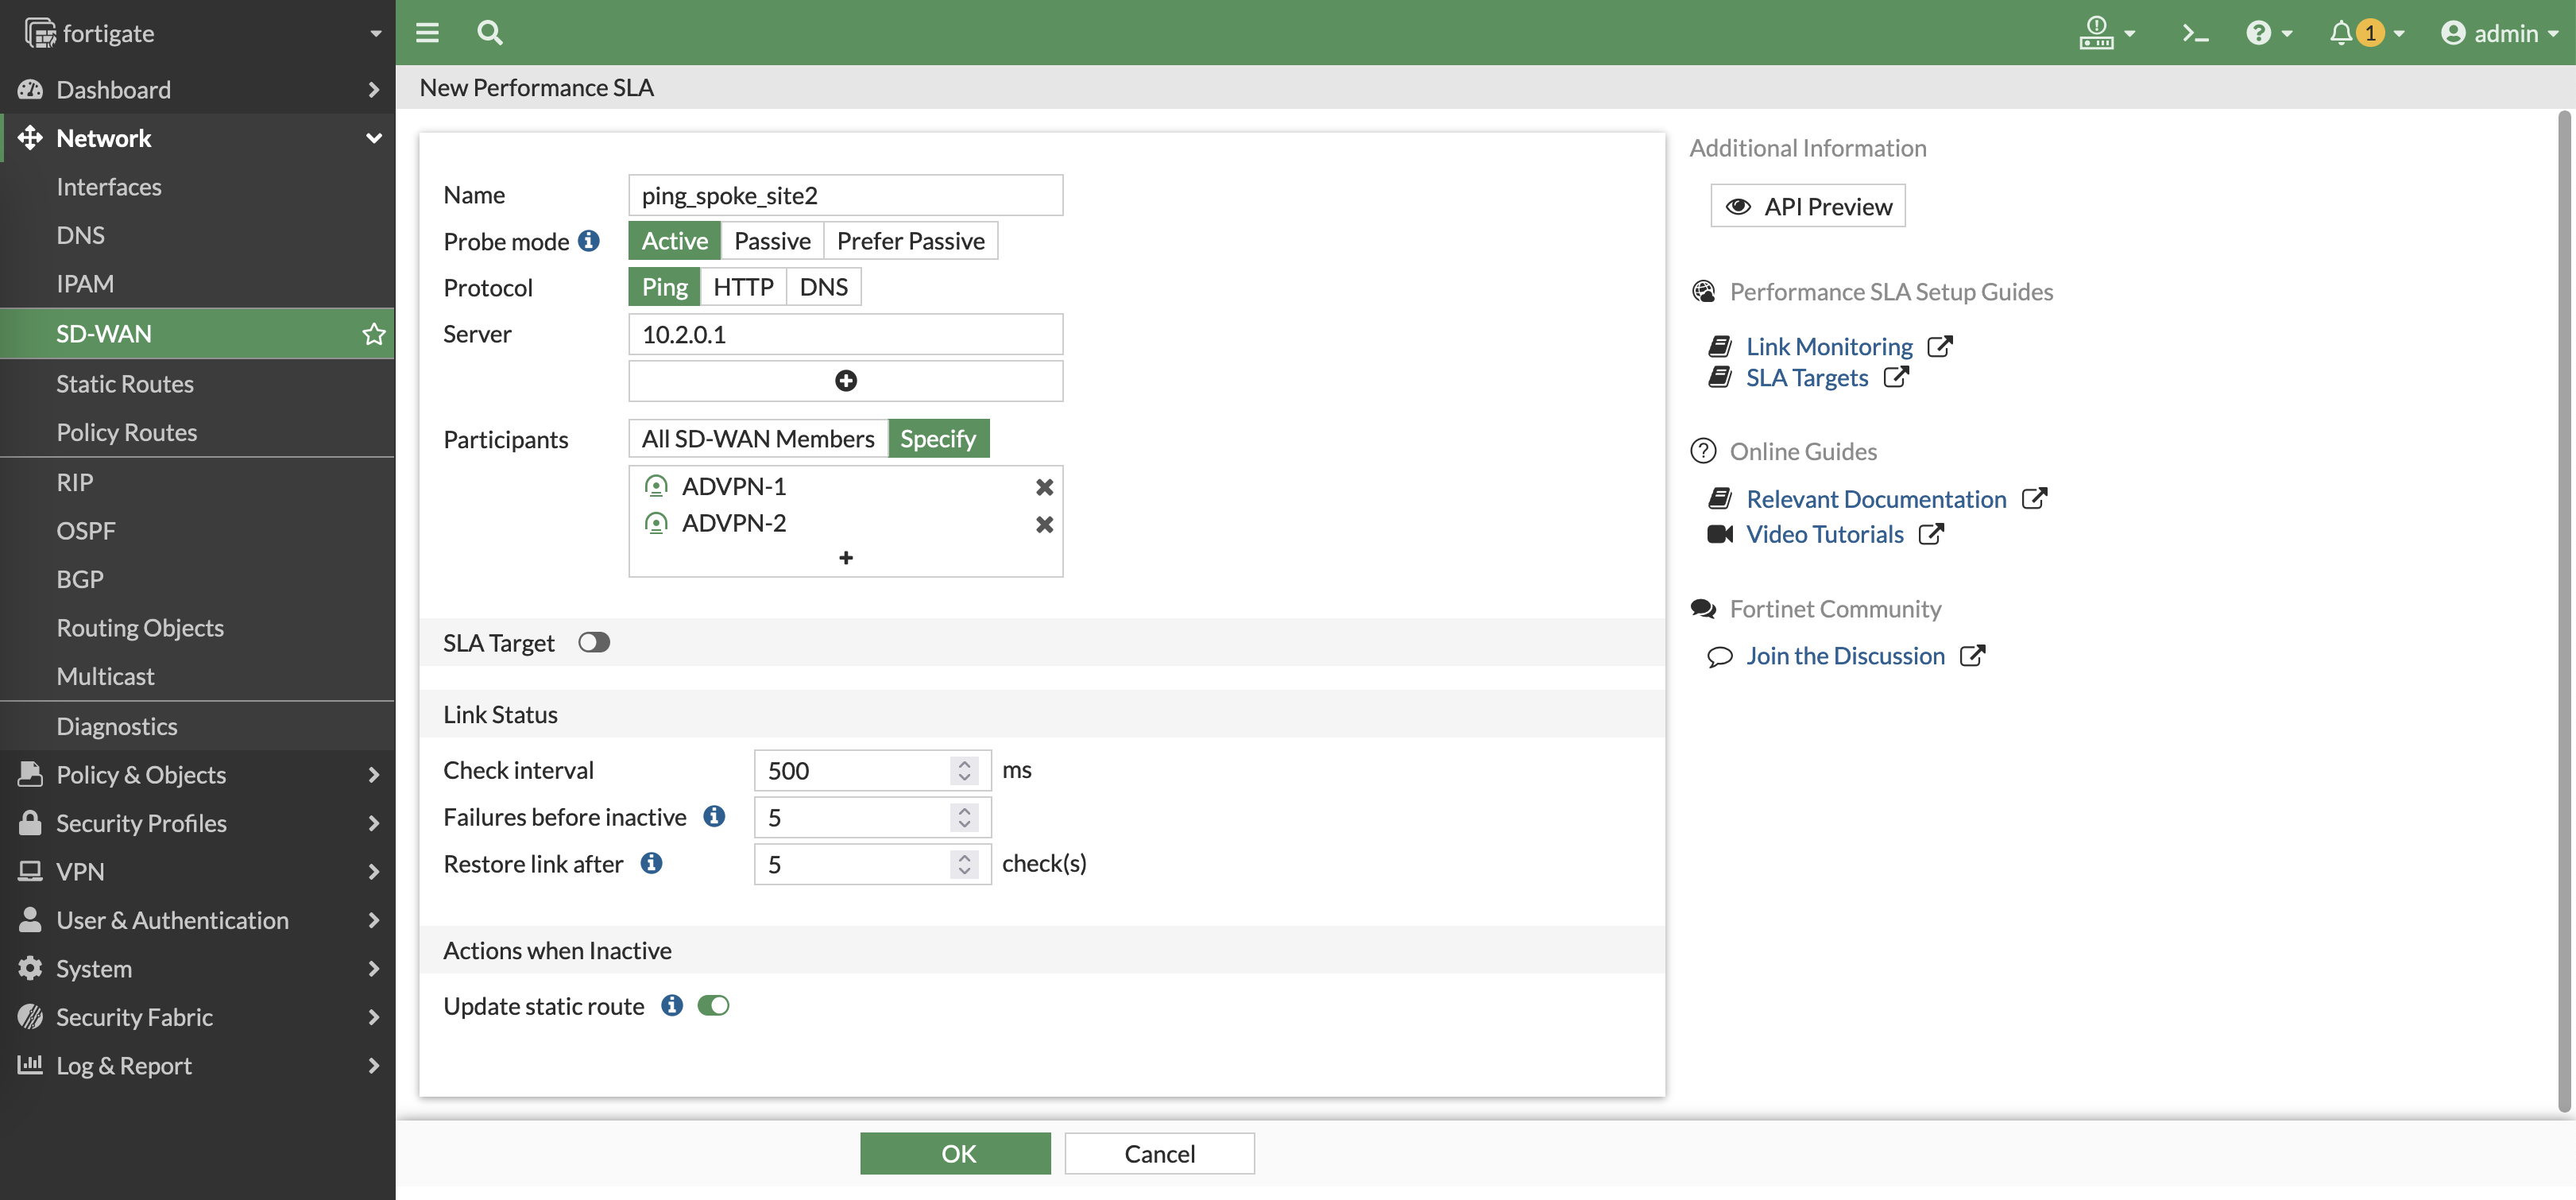 fortigate
1
admin
Dashboard
Network
Interfaces
DNS
IPAM
SD-WAN
Static Routes
Policy Routes
RIP
OSPF
BGP
Routing Objects
Multicast
Diagnostics
Policy & Objects
Security Profiles
VPN
User & Authentication
System
Security Fabric
Log & Report
New Performance SLA
Name ping_spoke_site2
Probe mode Active Passive Prefer Passive
Protocol Ping HTTP DNS
Server 10.2.0.1
Participants All SD-WAN Members Specify
ADVPN-1
ADVPN-2
SLA Target
Link Status
Check interval 500 ms
Failures before inactive 5
Restore link after 5 check(s)
Actions when Inactive
Update static route
OK Cancel
Additional Information
API Preview
Performance SLA Setup Guides
Link Monitoring
SLA Targets
Online Guides
Relevant Documentation
Video Tutorials
Fortinet Community
Join the Discussion